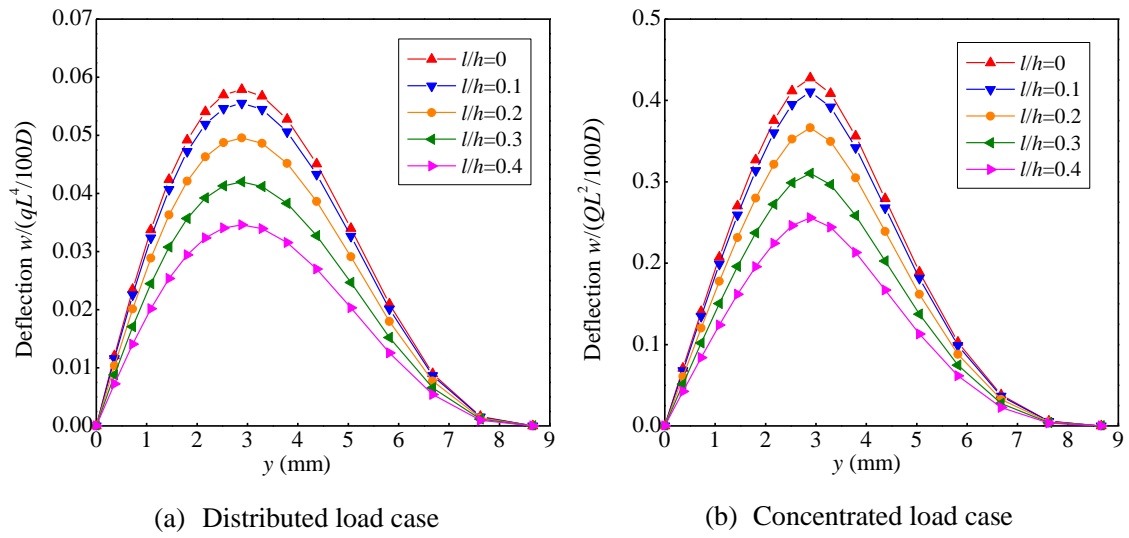 0.07
0.06
0.05
0.04
0.03
0.02
0.01
0.00
Deflection w/(qL⁴/100D)
l/h=0
l/h=0.1
l/h=0.2
l/h=0.3
l/h=0.4
0 1 2 3 4 5 6 7 8 9
y (mm)
(a) Distributed load case
0.5
0.4
0.3
0.2
0.1
0.0
Deflection w/(QL²/100D)
l/h=0
l/h=0.1
l/h=0.2
l/h=0.3
l/h=0.4
0 1 2 3 4 5 6 7 8 9
y (mm)
(b) Concentrated load case